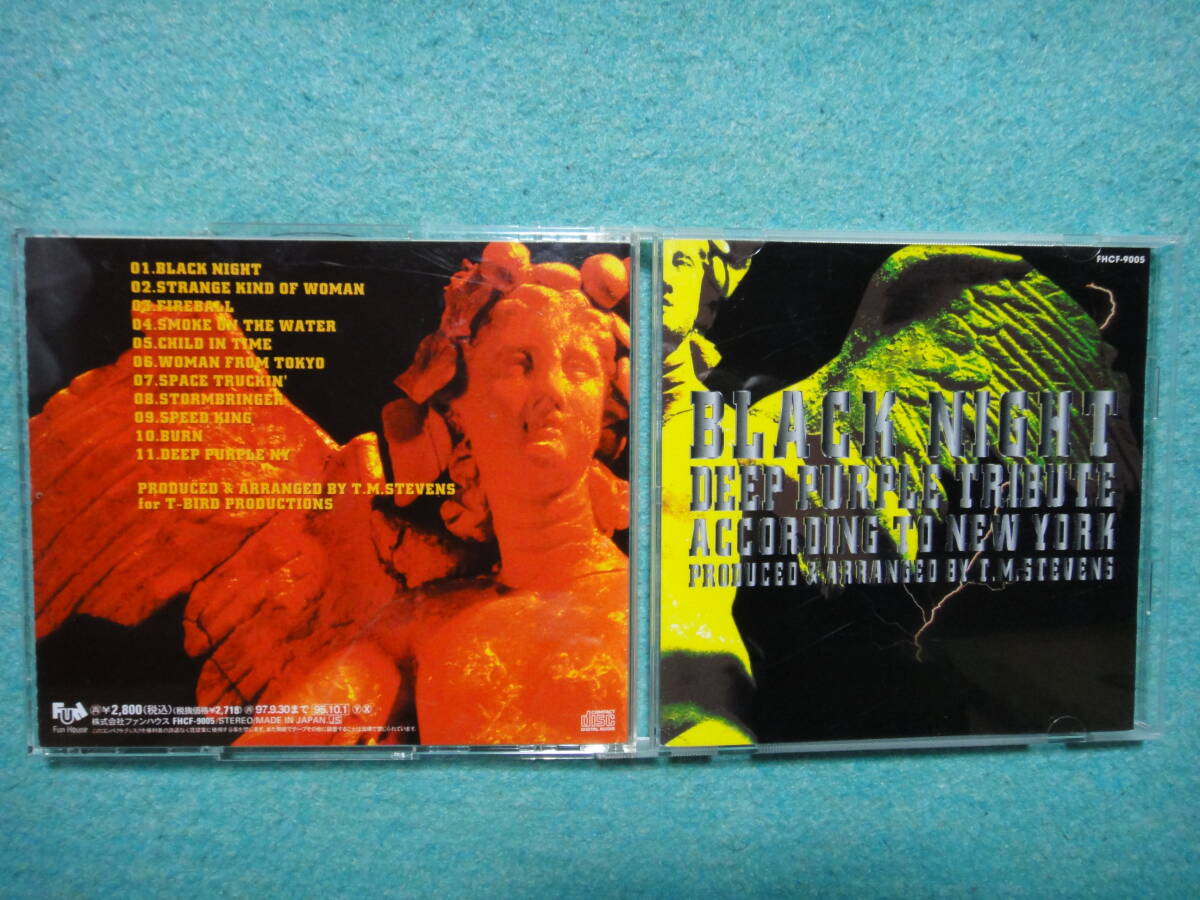 01.BLACK NIGHT
02.STRANGE KIND OF WOMAN
03.FIREBALL
04.SMOKE ON THE WATER
05.CHILD IN TIME
06.WOMAN FROM TOKYO
07.SPACE TRUCKIN'
08.STORMBRINGER
09.SPEED KING
10.BURN
11.DEEP PURPLE NY
PRODUCED & ARRANGED BY T.M.STEVENS
for T-BIRD PRODUCTIONS
Fun House
¥2,800(税込)(税抜価格¥2,718) 97.9.30まで 95.10.1 Ⓨ Ⓧ
株式会社ファンハウス FHCF-9005/STEREO/MADE IN JAPAN
COMPACT
disc
DIGITAL AUDIO
FHCF-9005
BLACK NIGHT
DEEP PURPLE TRIBUTE
ACCORDING TO NEW YORK
PRODUCED & ARRANGED BY T.M.STEVENS